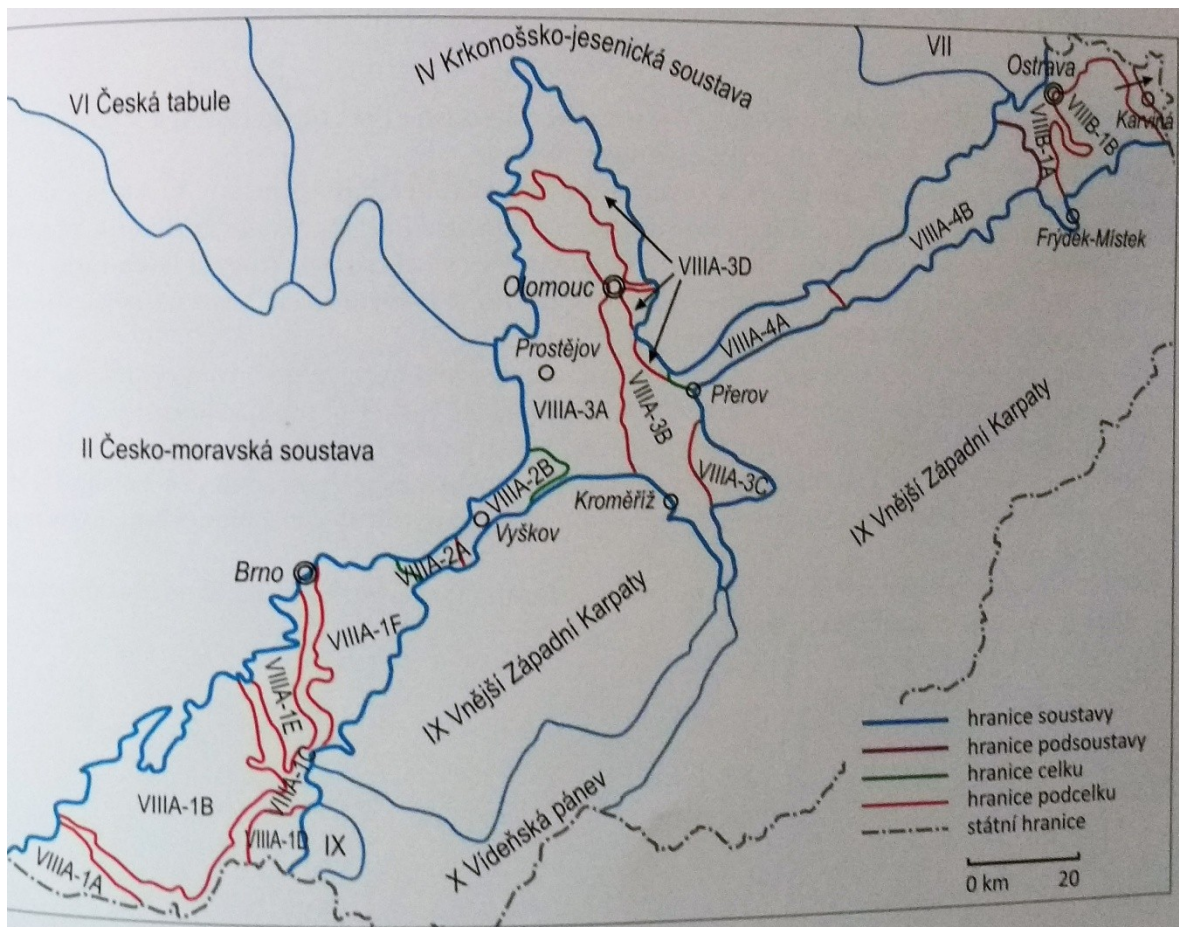 IV Krkonošsko-jesenická soustava
VII
Ostrava
VI Česká tabule
Karviná
VIIIB-1B
VIIIB-1A
VIIIA-4B
Frýdek-Místek
VIIIA-3D
Olomouc
VIIIA-4A
Prostějov
Přerov
VIIIA-3A
VIIIA-3B
II Česko-moravská soustava
VIIIA-2B
VIIIA-3C
Kroměříž
IX Vnější Západní Karpaty
Vyškov
VIIIA-2A
Brno
VIIIA-1F
IX Vnější Západní Karpaty
VIIIA-1E
VIIIA-1C
VIIIA-1B
VIIIA-1D
IX
VIIIA-1A
X Vídeňská pánev
hranice soustavy
hranice podsoustavy
hranice celku
hranice podcelku
státní hranice
0 km 20